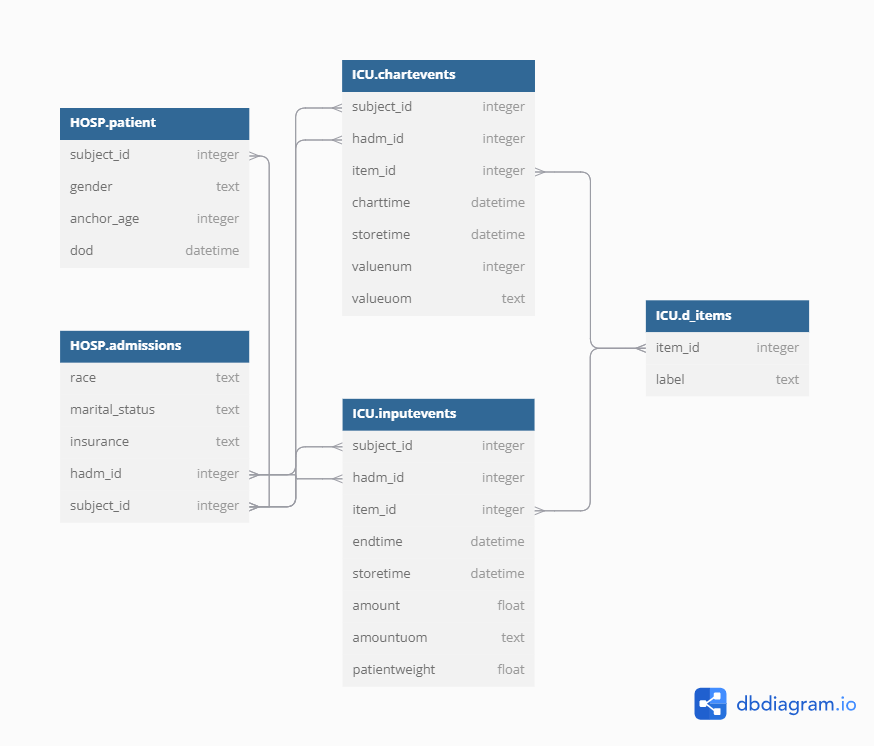 HOSP.patient
subject_id integer
gender text
anchor_age integer
dod datetime
HOSP.admissions
race text
marital_status text
insurance text
hadm_id integer
subject_id integer
ICU.chartevents
subject_id integer
hadm_id integer
item_id integer
charttime datetime
storetime datetime
valuenum integer
valueuom text
ICU.inputevents
subject_id integer
hadm_id integer
item_id integer
endtime datetime
storetime datetime
amount float
amountuom text
patientweight float
ICU.d_items
item_id integer
label text
dbdiagram.io